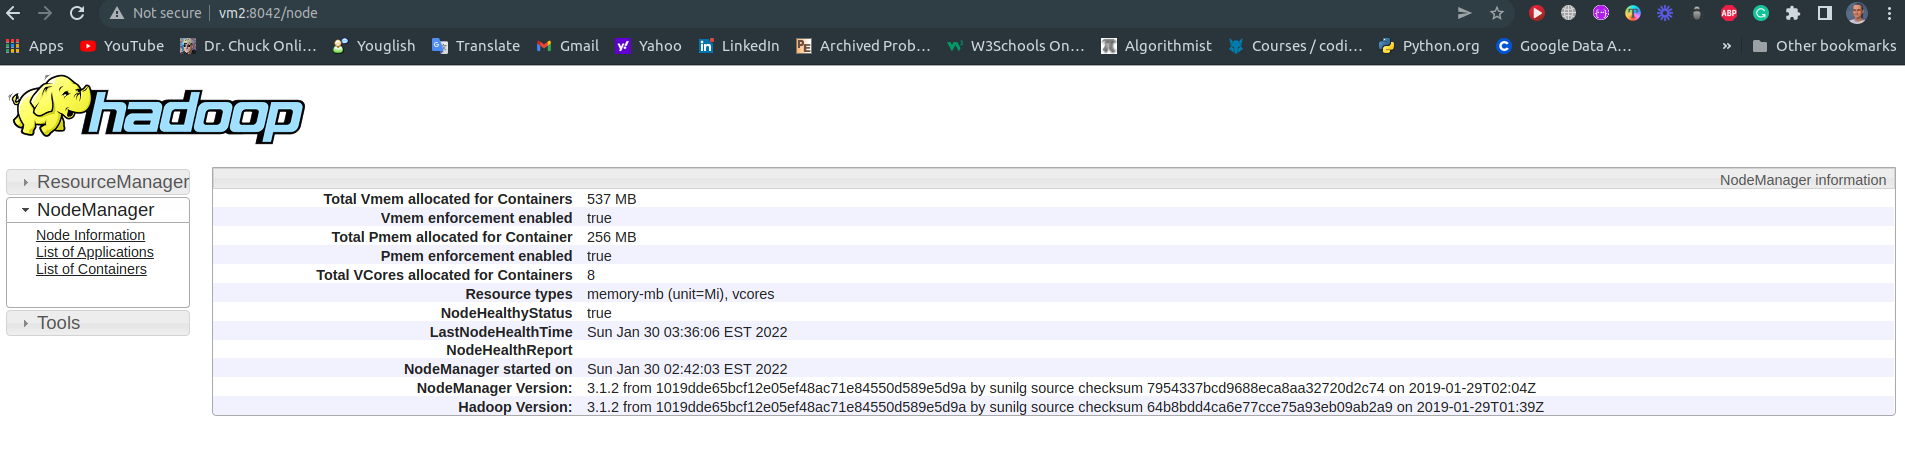 Not secure | vm2:8042/node
Apps YouTube Dr. Chuck Onli... Youglish Translate Gmail Yahoo LinkedIn Archived Prob... W3Schools On... Algorithmist Courses / codi... Python.org Google Data A... » Other bookmarks
hadoop
ResourceManager
NodeManager
Node Information
List of Applications
List of Containers
Tools
NodeManager information
Total Vmem allocated for Containers 537 MB
Vmem enforcement enabled true
Total Pmem allocated for Container 256 MB
Pmem enforcement enabled true
Total VCores allocated for Containers 8
Resource types memory-mb (unit=Mi), vcores
NodeHealthyStatus true
LastNodeHealthTime Sun Jan 30 03:36:06 EST 2022
NodeHealthReport
NodeManager started on Sun Jan 30 02:42:03 EST 2022
NodeManager Version: 3.1.2 from 1019dde65bcf12e05ef48ac71e84550d589e5d9a by sunilg source checksum 7954337bcd9688eca8aa32720d2c74 on 2019-01-29T02:04Z
Hadoop Version: 3.1.2 from 1019dde65bcf12e05ef48ac71e84550d589e5d9a by sunilg source checksum 64b8bdd4ca6e77cce75a93eb09ab2a9 on 2019-01-29T01:39Z